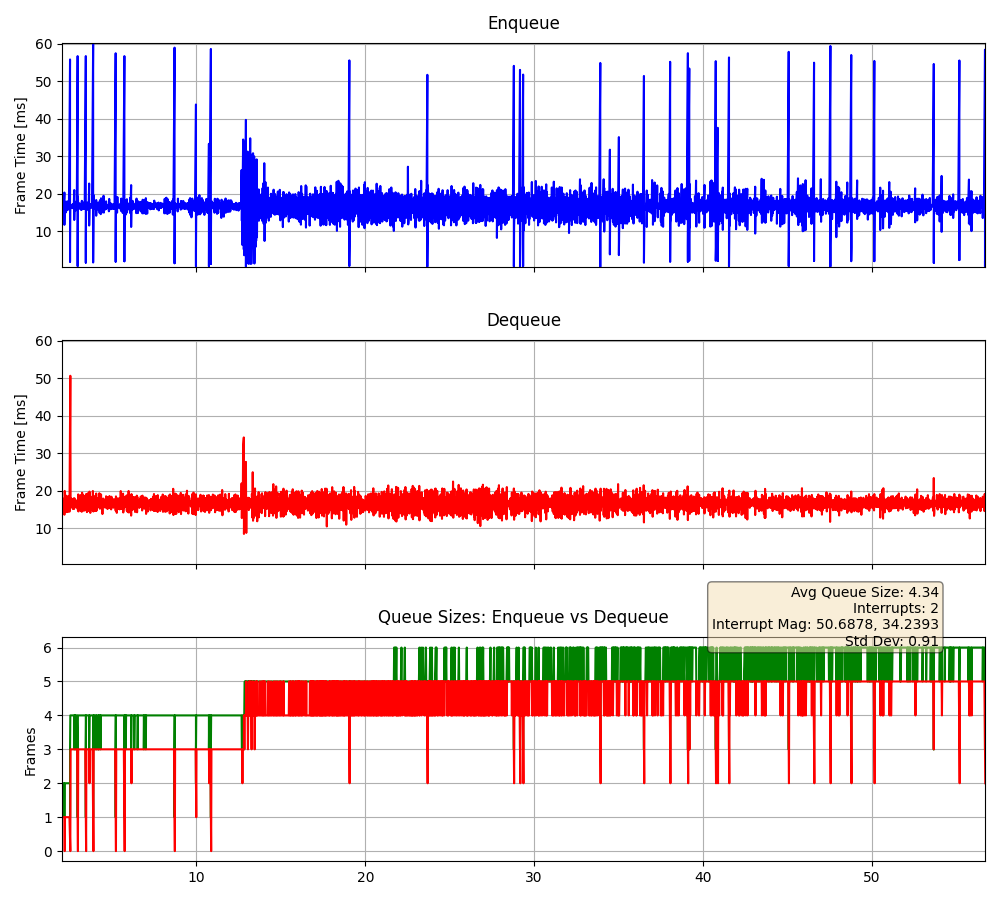 Enqueue
Frame Time [ms]
60
50
40
30
20
10
Dequeue
Frame Time [ms]
60
50
40
30
20
10
Avg Queue Size: 4.34
Interrupts: 2
Interrupt Mag: 50.6878, 34.2393
Std Dev: 0.91
Queue Sizes: Enqueue vs Dequeue
Frames
6
5
4
3
2
1
0
10 20 30 40 50